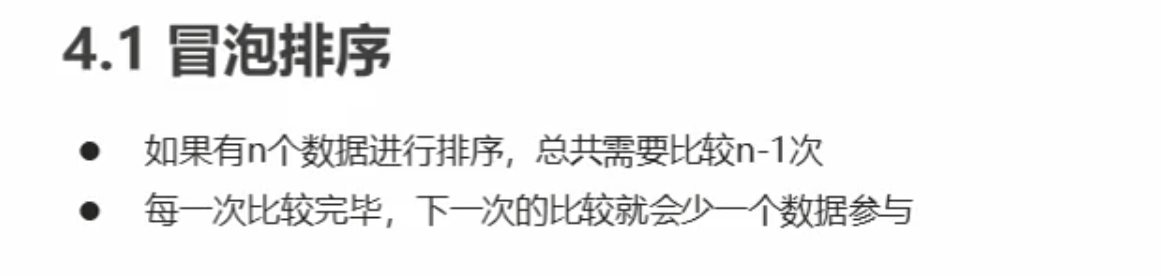 4.1 冒泡排序
● 如果有n个数据进行排序，总共需要比较n-1次
● 每一次比较完毕，下一次的比较就会少一个数据参与